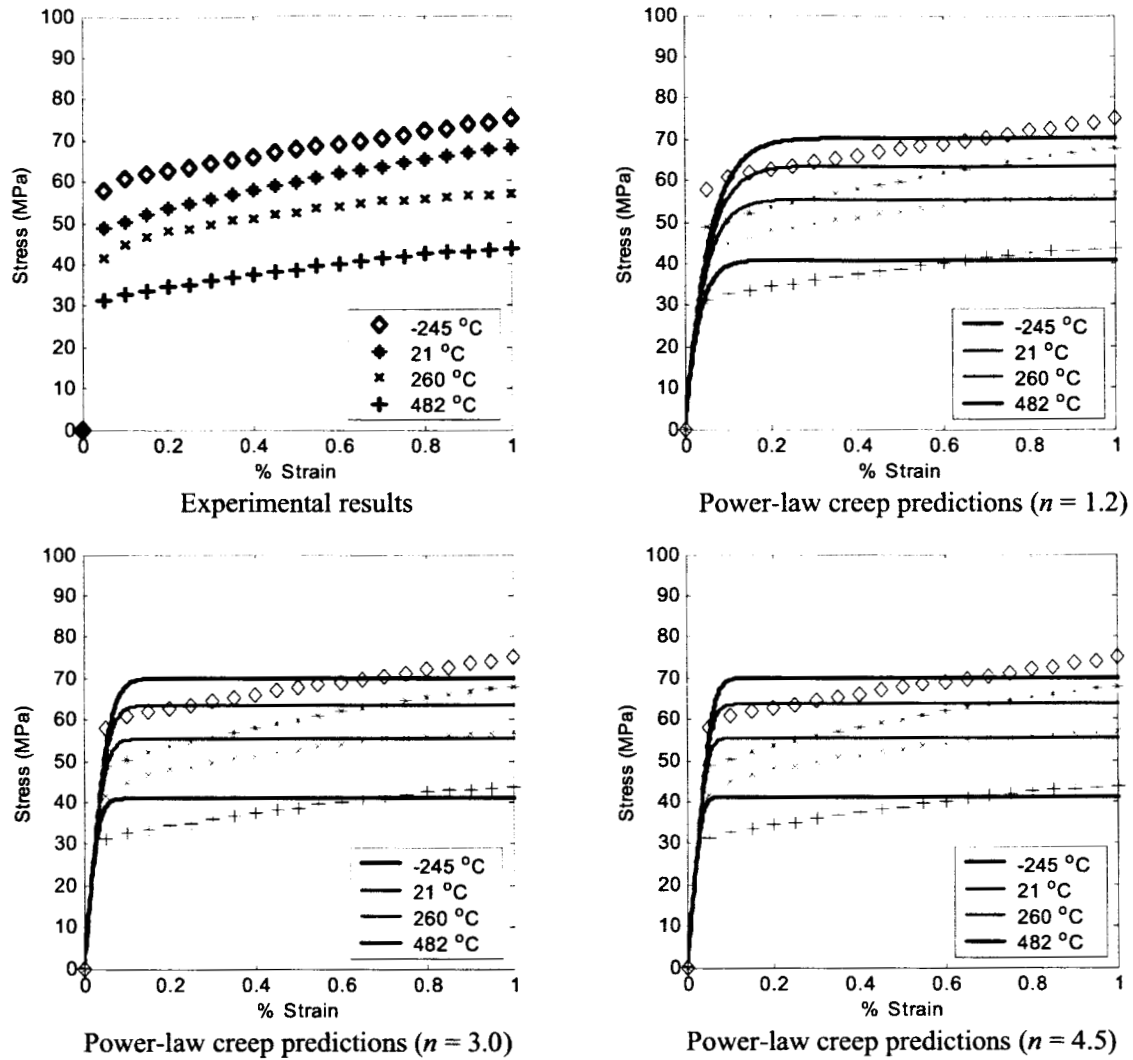 100
90
80
70
60
50
40
30
20
10
0
Stress (MPa)
-245 °C
21 °C
260 °C
482 °C
0 0.2 0.4 0.6 0.8 1
% Strain
Experimental results
100
90
80
70
60
50
40
30
20
10
0
Stress (MPa)
-245 °C
21 °C
260 °C
482 °C
0 0.2 0.4 0.6 0.8 1
% Strain
Power-law creep predictions (n = 1.2)
100
90
80
70
60
50
40
30
20
10
0
Stress (MPa)
-245 °C
21 °C
260 °C
482 °C
0 0.2 0.4 0.6 0.8 1
% Strain
Power-law creep predictions (n = 3.0)
100
90
80
70
60
50
40
30
20
10
0
Stress (MPa)
-245 °C
21 °C
260 °C
482 °C
0 0.2 0.4 0.6 0.8 1
% Strain
Power-law creep predictions (n = 4.5)